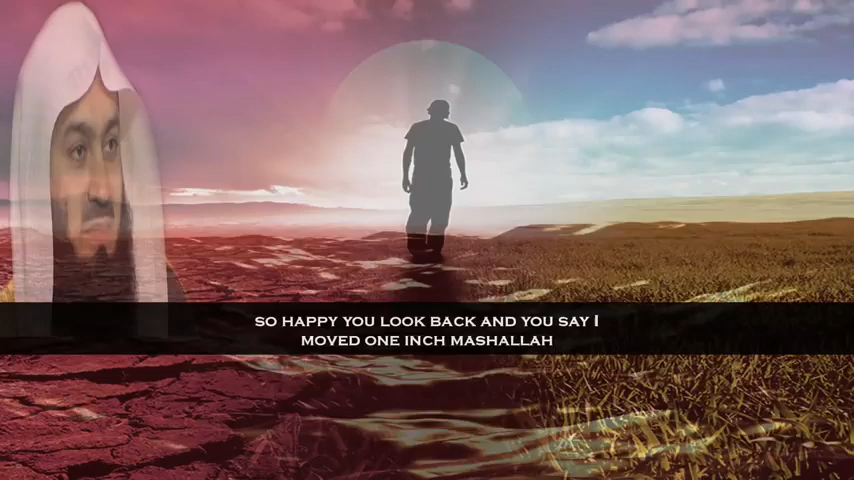 SO HAPPY YOU LOOK BACK AND YOU SAY I
MOVED ONE INCH MASHALLAH